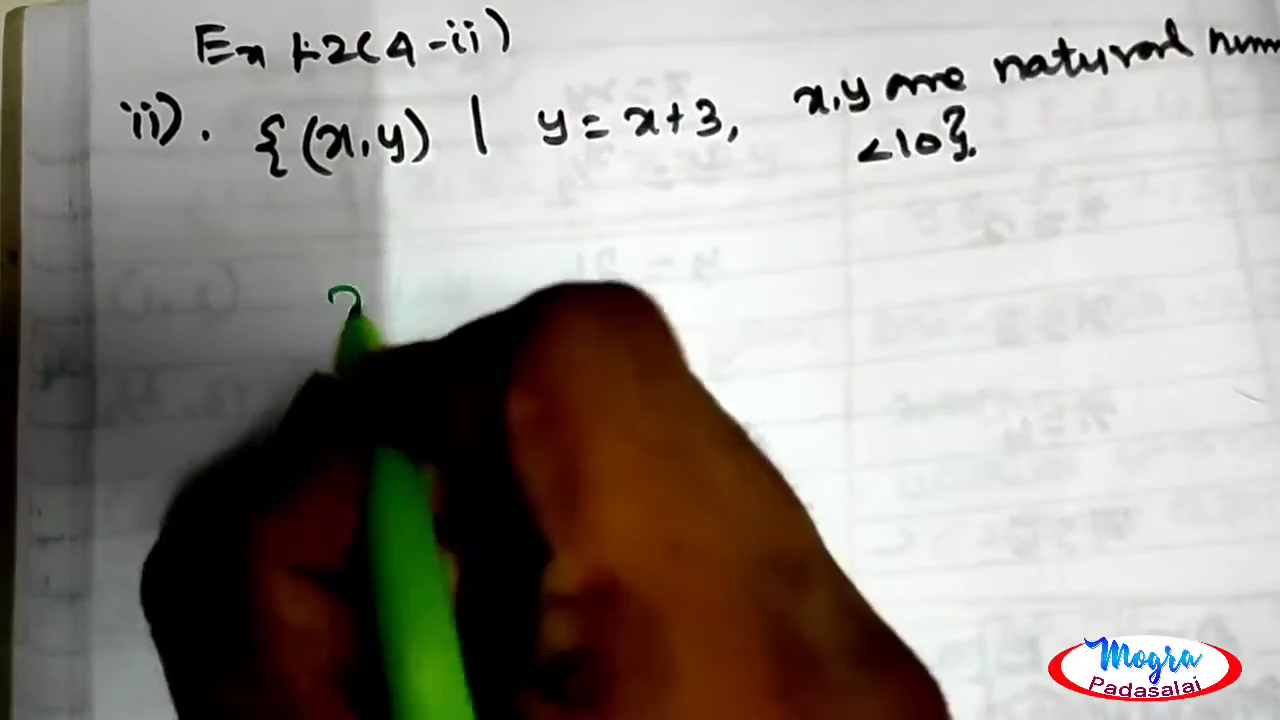 Ex 1.2(4-ii)
ii). {(x,y) | y = x+3, x,y are natural num
<10}.
Mogra
Padasalai